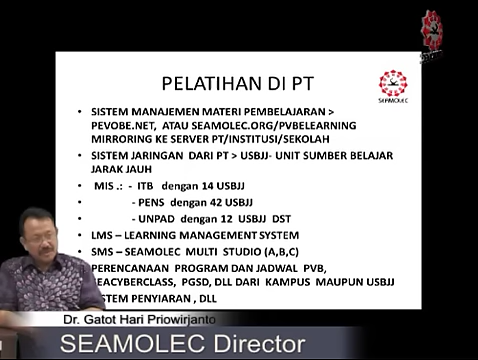 PELATIHAN DI PT
SEAMOLEC
• SISTEM MANAJEMEN MATERI PEMBELAJARAN >
PEVOBE.NET, ATAU SEAMOLEC.ORG/PVBELEARNING
MIRRORING KE SERVER PT/INSTITUSI/SEKOLAH
• SISTEM JARINGAN DARI PT > USBJJ- UNIT SUMBER BELAJAR
JARAK JAUH
• MIS .: - ITB dengan 14 USBJJ
• - PENS dengan 42 USBJJ
• - UNPAD dengan 12 USBJJ DST
• LMS – LEARNING MANAGEMENT SYSTEM
• SMS – SEAMOLEC MULTI STUDIO (A,B,C)
PERENCANAAN PROGRAM DAN JADWAL PVB,
EACYBERCLASS, PGSD, DLL DARI KAMPUS MAUPUN USBJJ
ISTEM PENYIARAN , DLL
Dr. Gatot Hari Priowirjanto
SEAMOLEC Director